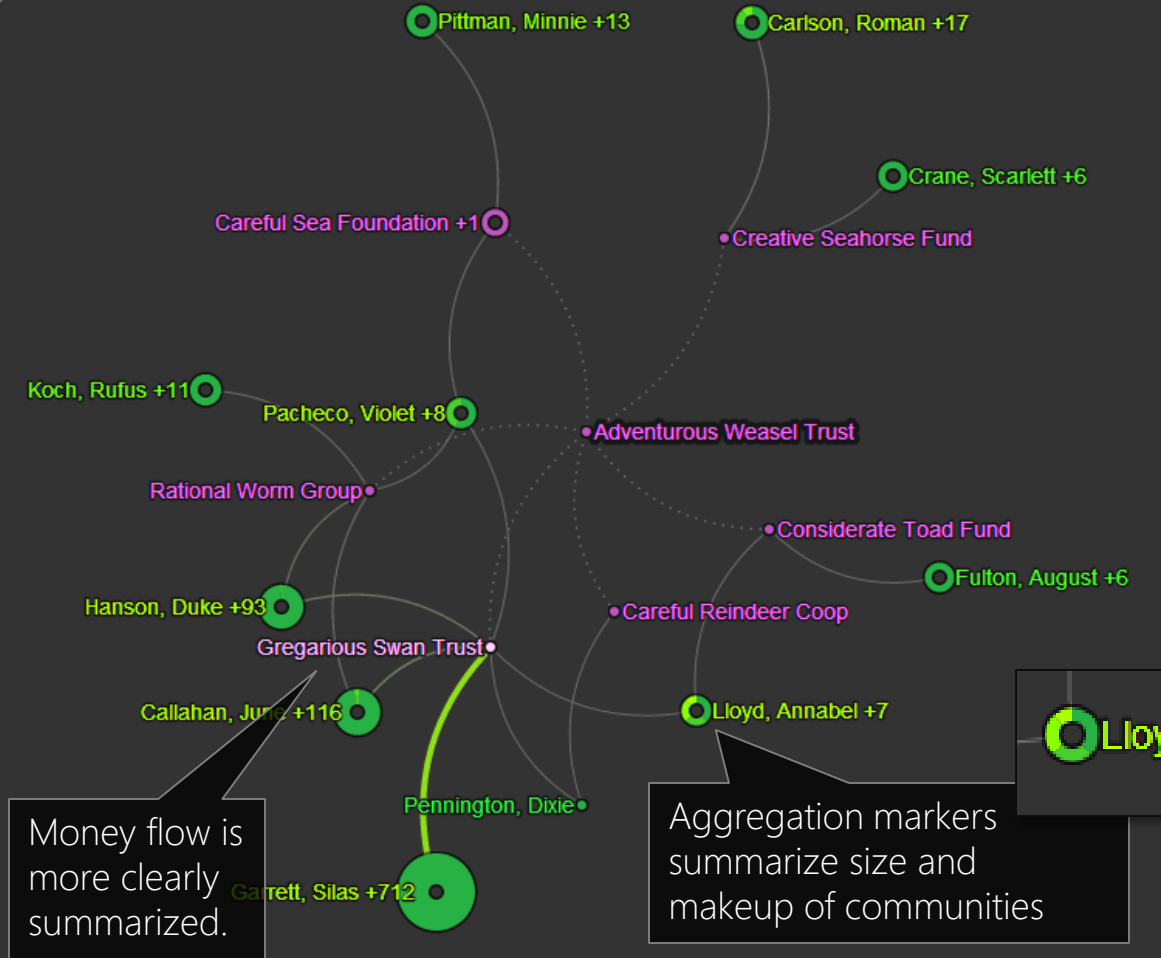 Pittman, Minnie +13
Carlson, Roman +17
Crane, Scarlett +6
Careful Sea Foundation +1
Creative Seahorse Fund
Koch, Rufus +11
Pacheco, Violet +8
Adventurous Weasel Trust
Rational Worm Group
Considerate Toad Fund
Fulton, August +6
Hanson, Duke +93
Careful Reindeer Coop
Gregarious Swan Trust
Callahan, June +116
Lloyd, Annabel +7
Lloy
Pennington, Dixie
Garrett, Silas +712
Money flow is
more clearly
summarized.
Aggregation markers
summarize size and
makeup of communities